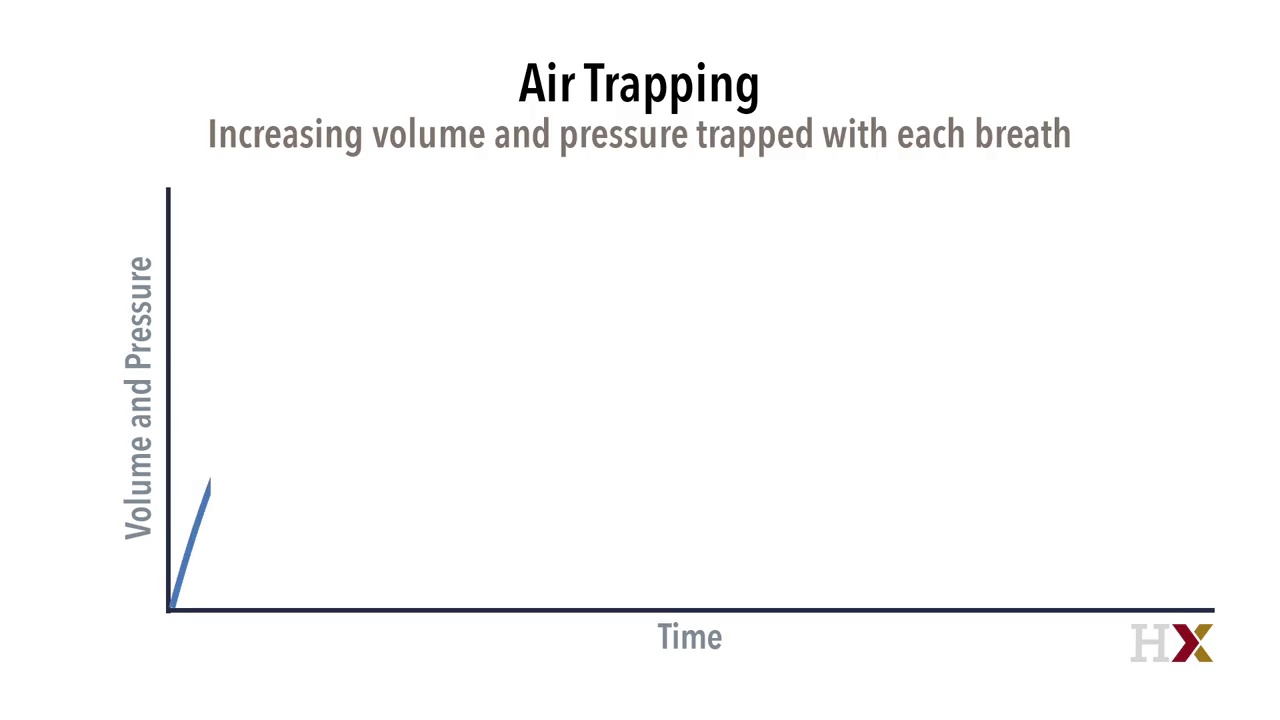 Air Trapping
Increasing volume and pressure trapped with each breath
Volume and Pressure
Time
HX